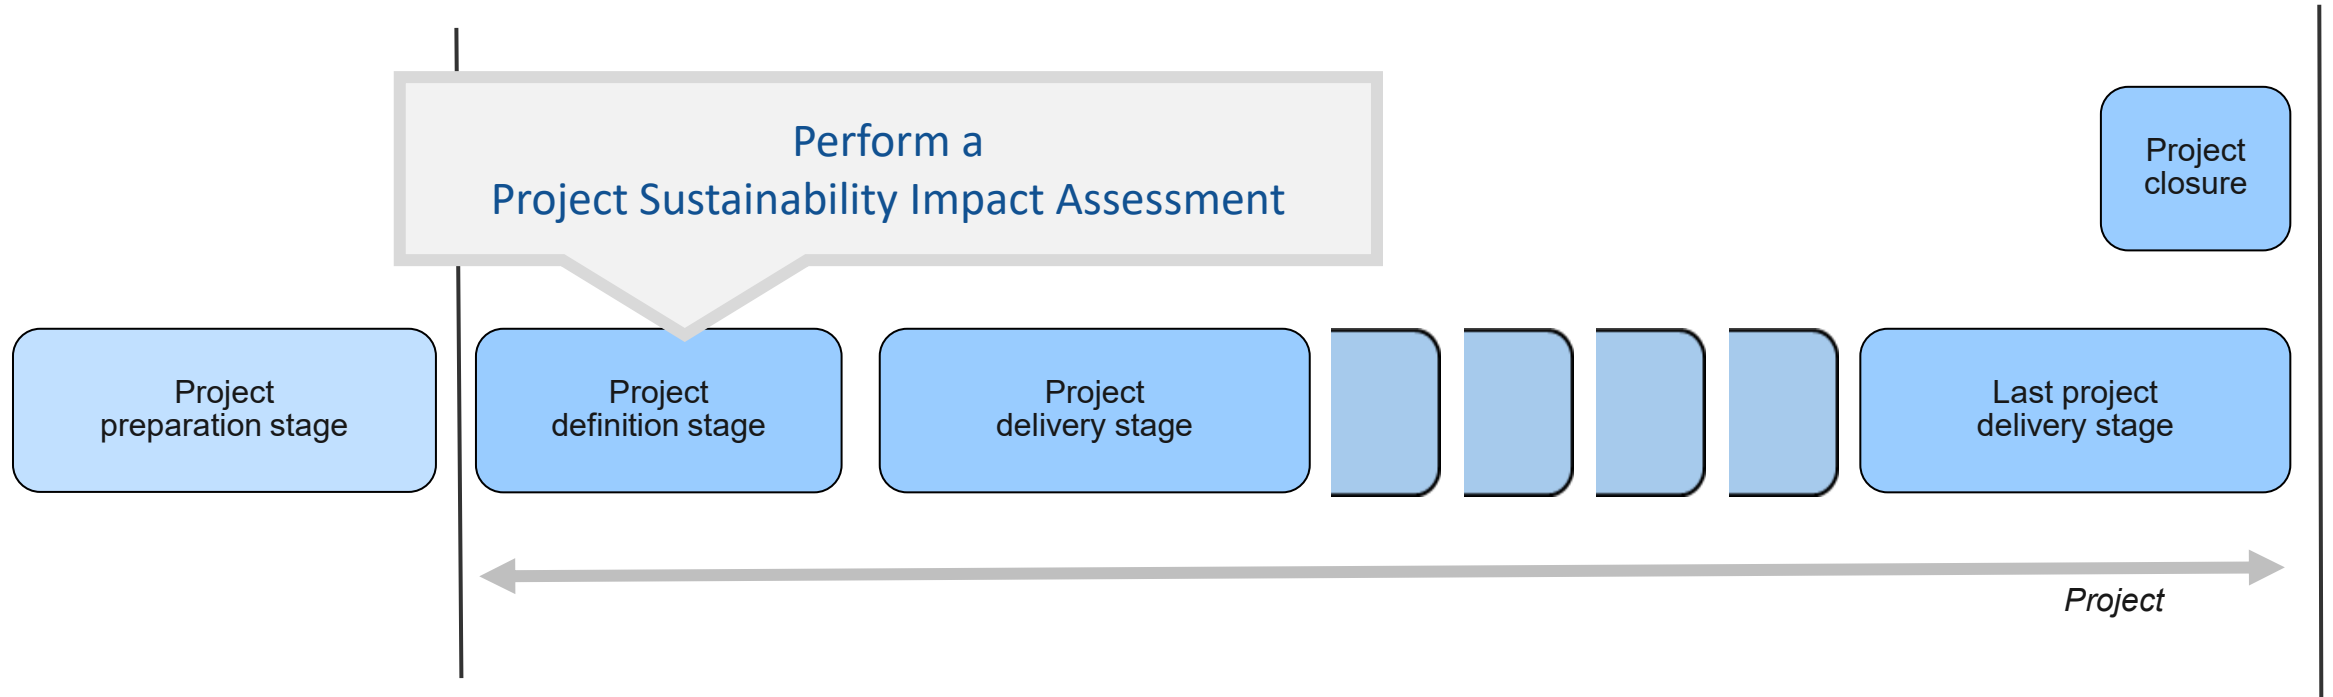 Perform a
Project Sustainability Impact Assessment
Project
closure
Project
preparation stage
Project
definition stage
Project
delivery stage
Last project
delivery stage
Project